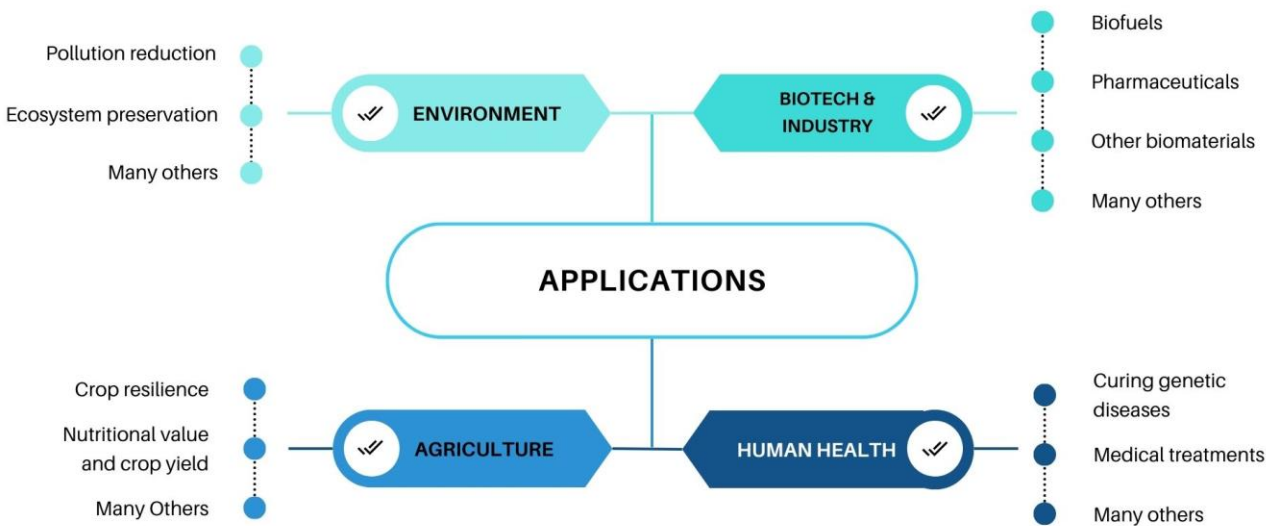 Pollution reduction
Ecosystem preservation
Many others
ENVIRONMENT
BIOTECH &
INDUSTRY
Biofuels
Pharmaceuticals
Other biomaterials
Many others
APPLICATIONS
Crop resilience
Nutritional value
and crop yield
Many Others
AGRICULTURE
HUMAN HEALTH
Curing genetic
diseases
Medical treatments
Many others